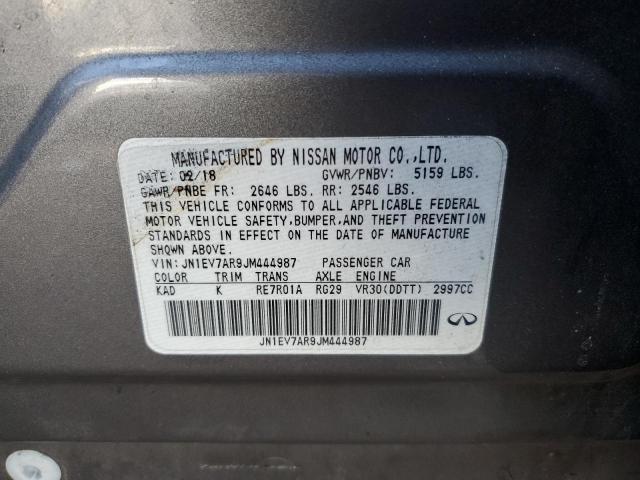 MANUFACTURED BY NISSAN MOTOR CO.,LTD.
DATE: 02/18 GVWR/PNBV: 5159 LBS.
GAWR/PNBE FR: 2646 LBS. RR: 2546 LBS.
THIS VEHICLE CONFORMS TO ALL APPLICABLE FEDERAL
MOTOR VEHICLE SAFETY,BUMPER,AND THEFT PREVENTION
STANDARDS IN EFFECT ON THE DATE OF MANUFACTURE
SHOWN ABOVE.
VIN: JN1EV7AR9JM444987 PASSENGER CAR
COLOR TRIM TRANS AXLE ENGINE
KAD K RE7R01A RG29 VR30(DDTT) 2997CC
JN1EV7AR9JM444987